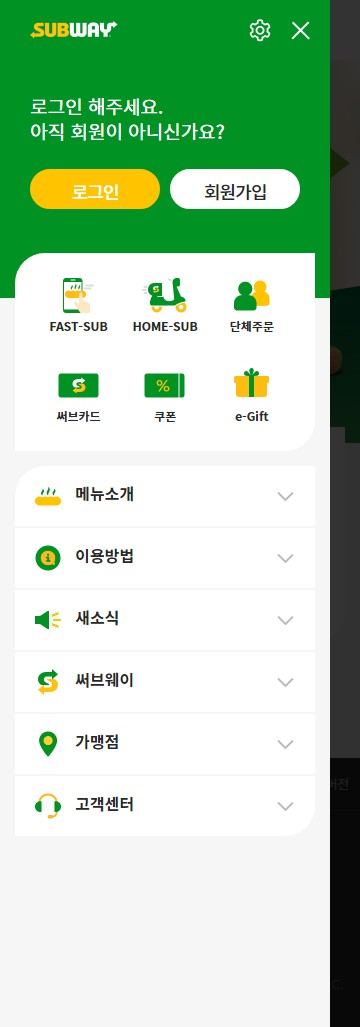 SUBWAY
로그인 해주세요.
아직 회원이 아니신가요?
로그인 회원가입
FAST-SUB HOME-SUB 단체주문
써브카드 쿠폰 e-Gift
메뉴소개
이용방법
새소식
써브웨이
가맹점
고객센터